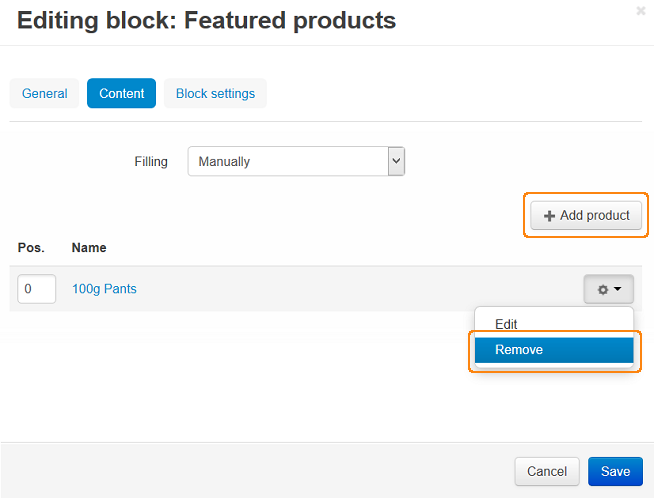 Editing block: Featured products
General Content Block settings
Filling Manually
Add product
Pos. Name
0 100g Pants
Edit
Remove
Cancel Save